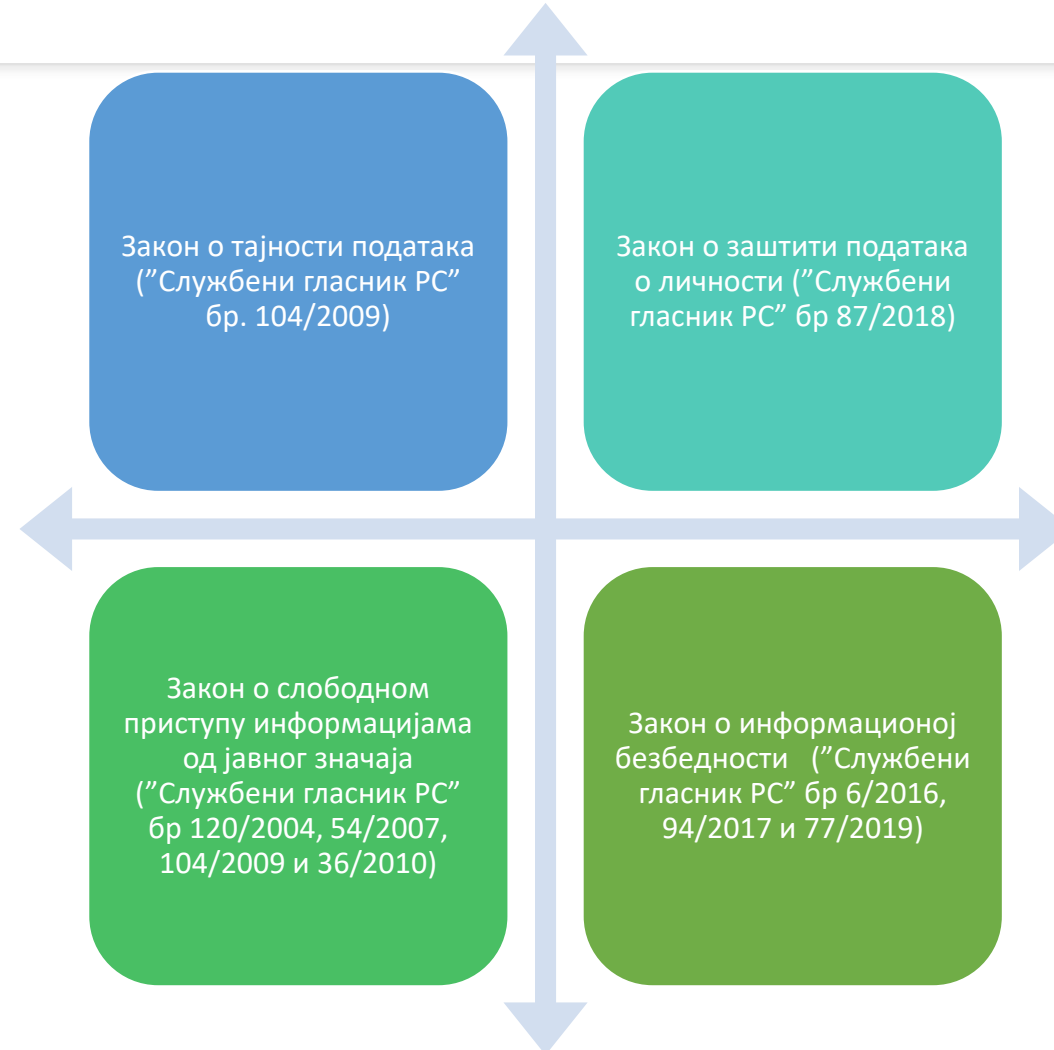 Закон о тајности података
(”Службени гласник РС”
бр. 104/2009)
Закон о заштити података
о личности (”Службени
гласник РС” бр 87/2018)
Закон о слободном
приступу информацијама
од јавног значаја
(”Службени гласник РС”
бр 120/2004, 54/2007,
104/2009 и 36/2010)
Закон о информационој
безбедности (”Службени
гласник РС” бр 6/2016,
94/2017 и 77/2019)